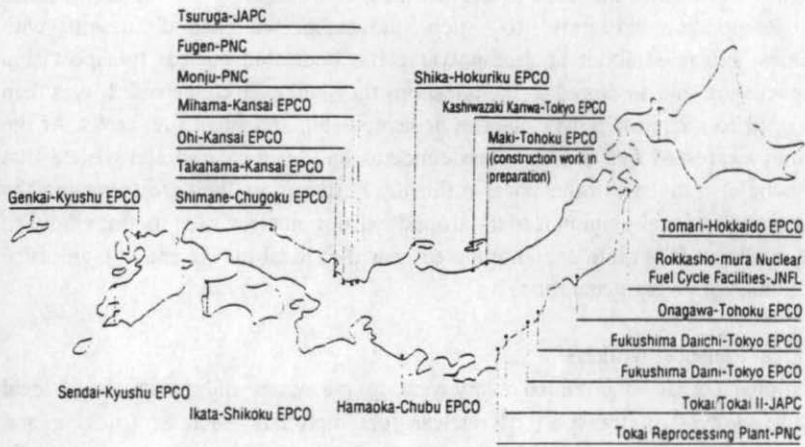 Tsuruga-JAPC
Fugen-PNC
Monju-PNC
Mihama-Kansai EPCO
Ohi-Kansai EPCO
Takahama-Kansai EPCO
Shimane-Chugoku EPCO
Genkai-Kyushu EPCO
Shika-Hokuriku EPCO
Kashiwazaki Kariwa-Tokyo EPCO
Maki-Tohoku EPCO
((construction work in
preparation)
Tomari-Hokkaido EPCO
Rokkasho-mura Nuclear
Fuel Cycle Facilities-JNFL
Onagawa-Tohoku EPCO
Fukushima Daiichi-Tokyo EPCO
Fukushima Daini-Tokyo EPCO
Tokai/Tokai II-JAPC
Tokai Reprocessing Plant-PNC
Sendai-Kyushu EPCO
Ikata-Shikoku EPCO
Hamaoka-Chubu EPCO